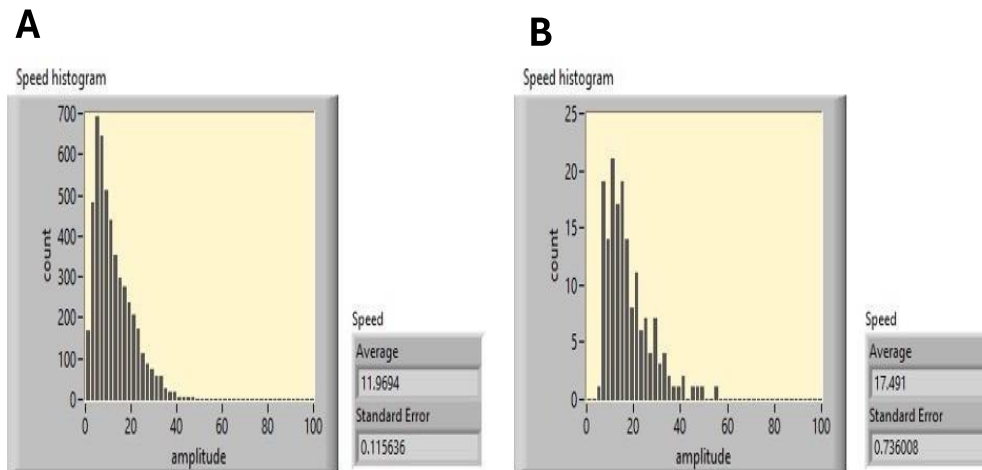 A
Speed histogram
700
600
500
400
300
200
100
0
count
0 20 40 60 80 100
amplitude
Speed
Average
11.9694
Standard Error
0.115636
B
Speed histogram
25
20
15
10
5
0
count
0 20 40 60 80 100
amplitude
Speed
Average
17.491
Standard Error
0.736008